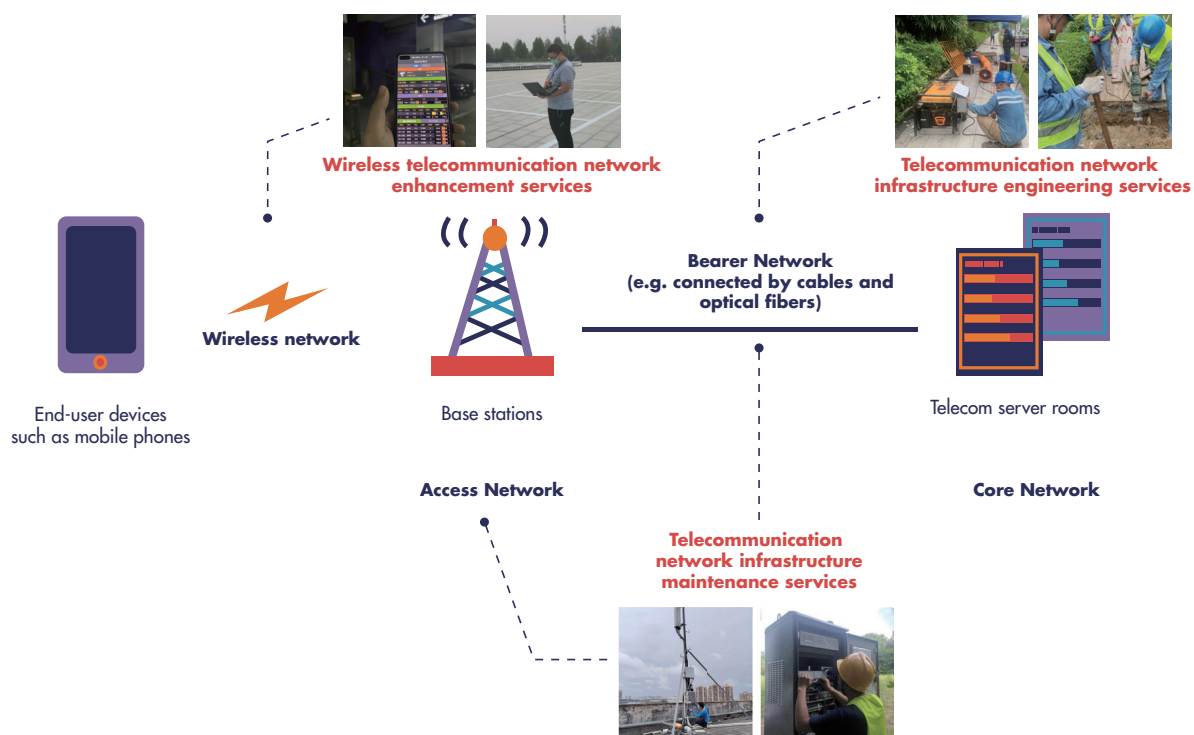 Wireless telecommunication network
enhancement services
Telecommunication network
infrastructure engineering services
Bearer Network
(e.g. connected by cables and
optical fibers)
Wireless network
End-user devices
such as mobile phones
Base stations
Telecom server rooms
Access Network
Core Network
Telecommunication
network infrastructure
maintenance services